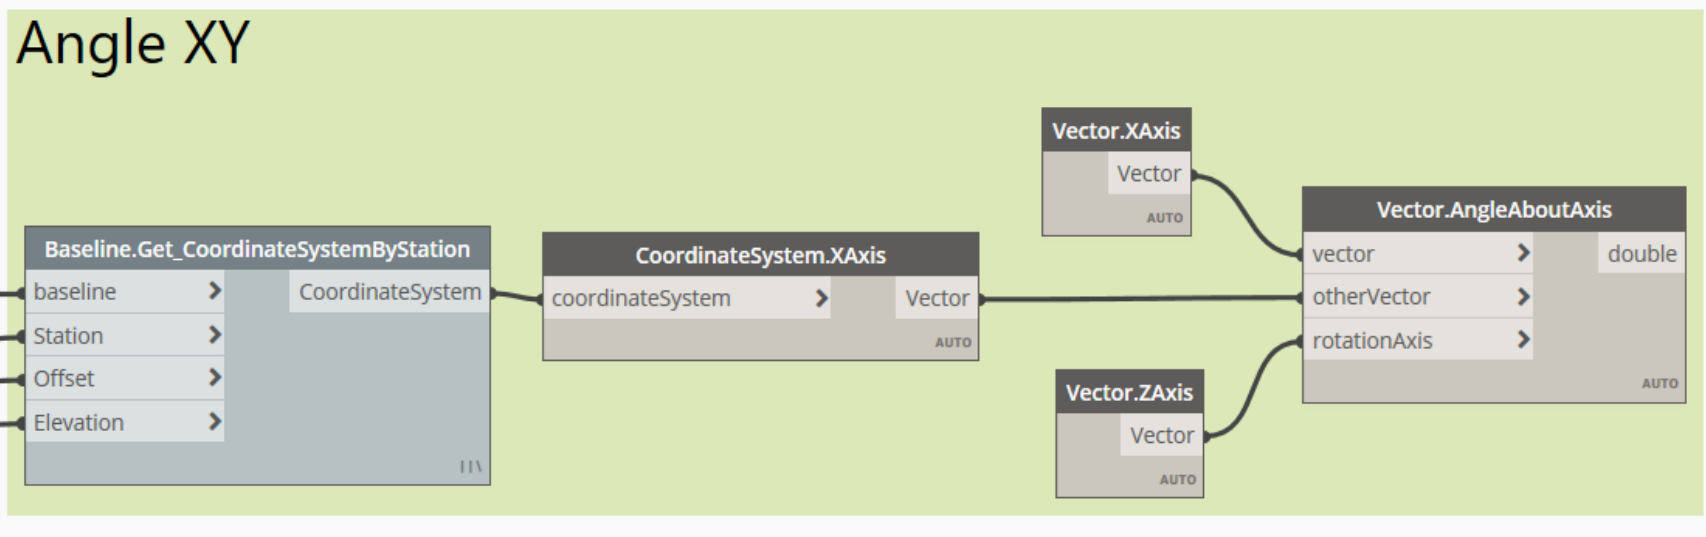 Angle XY
Baseline.Get_CoordinateSystemByStation
baseline
>
CoordinateSystem
Station
>
Offset
>
Elevation
>
CoordinateSystem.XAxis
coordinateSystem
>
Vector
AUTO
Vector.XAxis
Vector
AUTO
Vector.ZAxis
Vector
AUTO
Vector.AngleAboutAxis
vector
>
double
otherVector
>
rotationAxis
>
AUTO